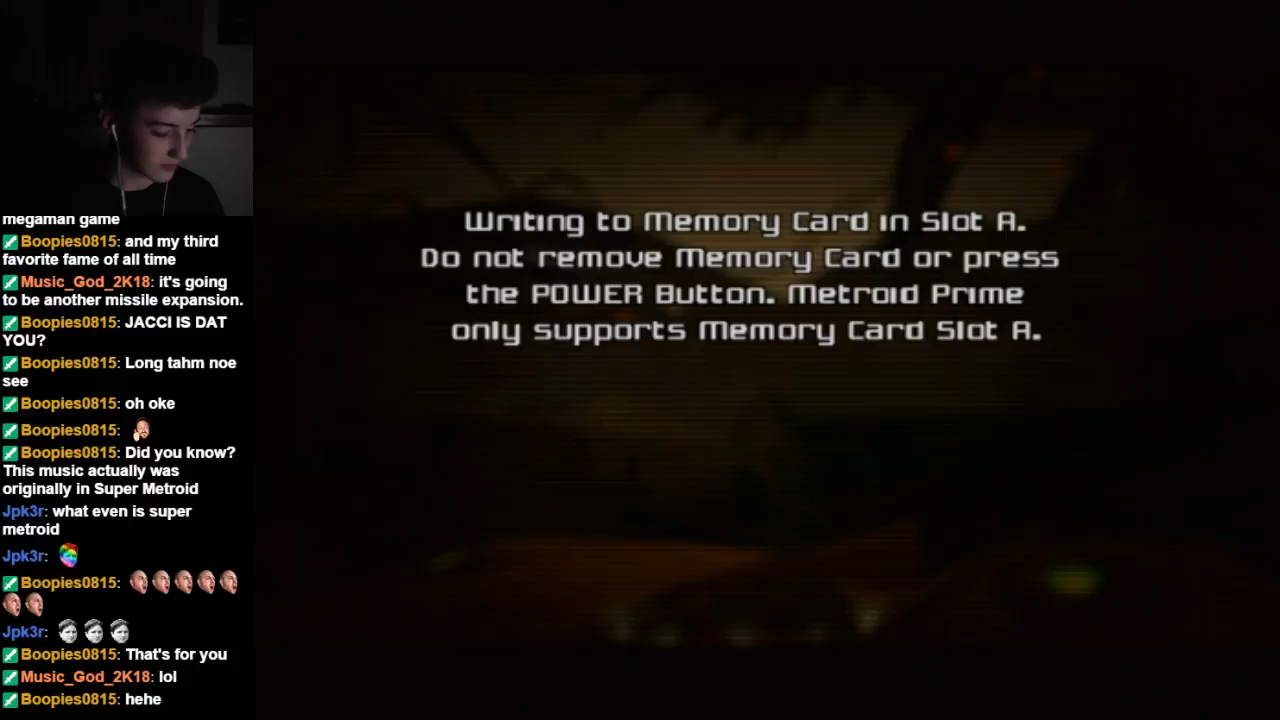 megaman game
Boopies0815: and my third
favorite fame of all time
Music_God_2K18: it's going
to be another missile expansion.
Boopies0815: JACCI IS DAT
YOU?
Boopies0815: Long tahm noe
see
Boopies0815: oh oke
Boopies0815:
Boopies0815: Did you know?
This music actually was
originally in Super Metroid
Jpk3r: what even is super
metroid
Jpk3r:
Boopies0815:
Jpk3r:
Boopies0815: That's for you
Music_God_2K18: lol
Boopies0815: hehe
Writing to Memory Card in Slot A.
Do not remove Memory Card or press
the POWER Button. Metroid Prime
only supports Memory Card Slot A.